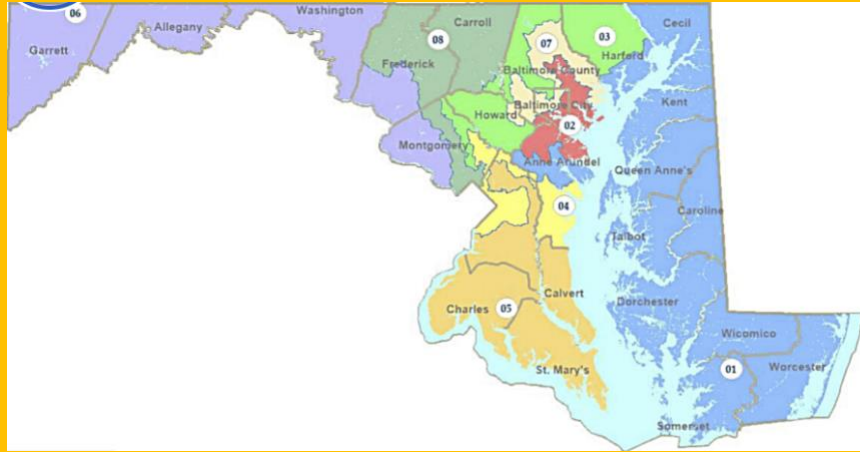 06
Washington
Carroll
Cecil
Allegany
03
07
08
Garrett
Harford
Frederick
Baltimore County
Kent
Baltimore City
Howard
02
Montgomery
Anne Arundel
Queen Anne's
04
Caroline
Talbot
Calvert
Dorchester
Charles
05
Wicomico
01
Worcester
St. Mary's
Somerset